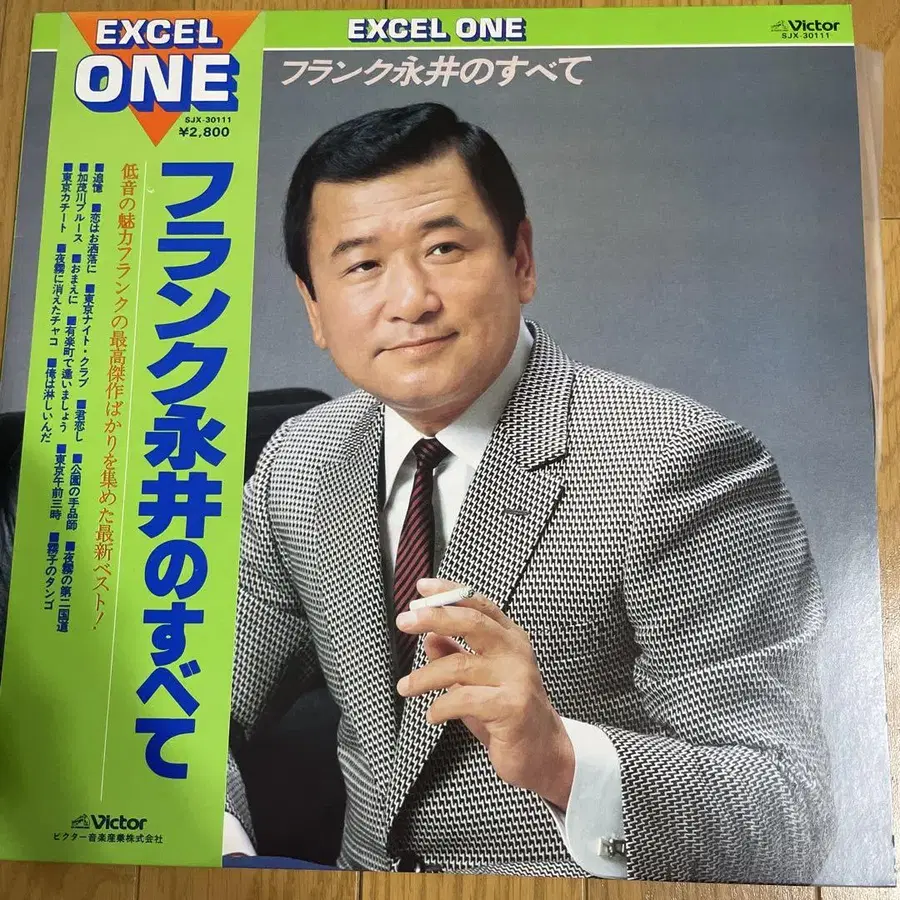 EXCEL
ONE
SJX-30111
¥2,800
フランク永井のすべて
低音の魅力フランクの最高傑作ばかりを集めた最新ベスト!
■追憶 ■恋はお洒落に ■東京ナイト・クラブ ■君恋し ■公園の手品師 ■夜霧の第二国道
■加茂川ブルース ■おまえに ■有楽町で逢いましょう ■東京午前三時 ■霧子のタンゴ
■東京カチート ■夜霧に消えたチャコ ■俺は淋しいんだ
Victor
ビクター音楽産業株式会社
EXCEL ONE
Victor
SJX-30111
フランク永井のすべて